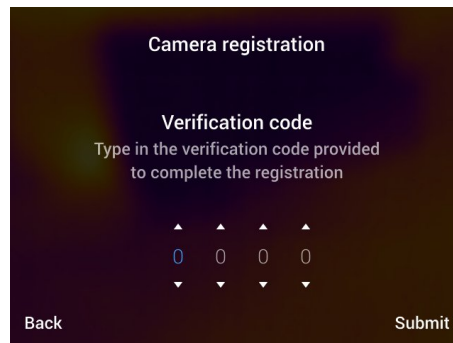 Camera registration
Verification code
Type in the verification code provided
to complete the registration
0 0 0 0
Back Submit